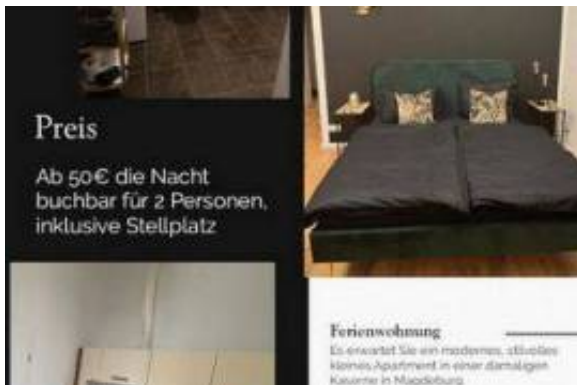 Preis
Ab 50€ die Nacht
buchbar für 2 Personen,
inklusive Stellplatz
Ferienwohnung
Es erwartet Sie ein modernes, stilvolles
kleines Apartment in einer damaligen
Kaserne in Magdeburg